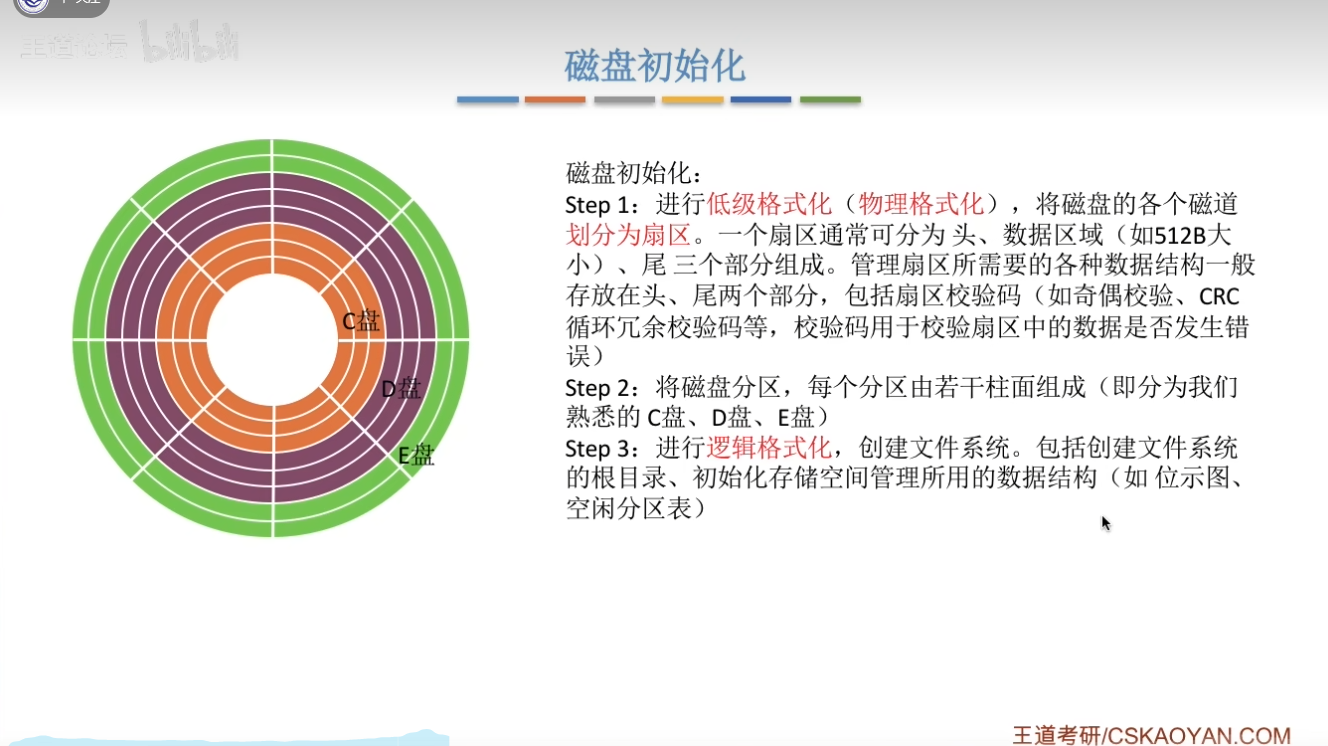 王道论坛 bilibili
磁盘初始化
磁盘初始化：
Step 1：进行低级格式化（物理格式化），将磁盘的各个磁道
划分为扇区。一个扇区通常可分为 头、数据区域（如512B大
小）、尾 三个部分组成。管理扇区所需要的各种数据结构一般
存放在头、尾两个部分，包括扇区校验码（如奇偶校验、CRC
循环冗余校验码等，校验码用于校验扇区中的数据是否发生错
误）
Step 2：将磁盘分区，每个分区由若干柱面组成（即分为我们
熟悉的 C盘、D盘、E盘）
Step 3：进行逻辑格式化，创建文件系统。包括创建文件系统
的根目录、初始化存储空间管理所用的数据结构（如 位示图、
空闲分区表）
C盘
D盘
E盘
王道考研/CSKAOYAN.COM